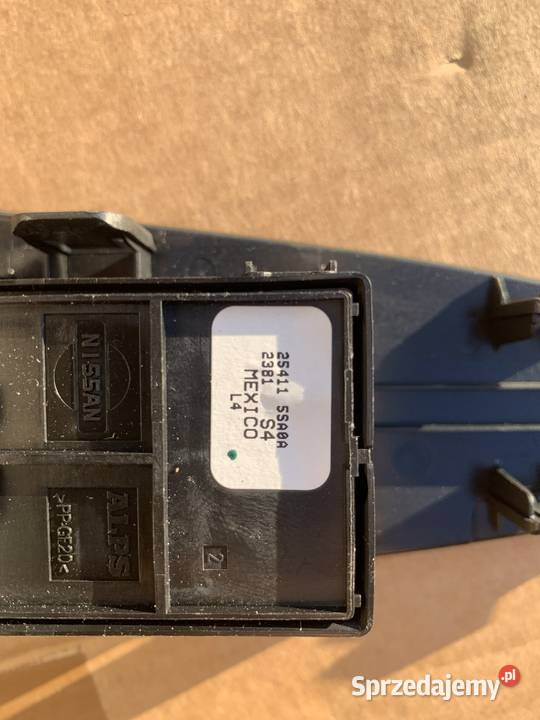 NISSAN
ALPS
>PP-GF20<
25411 5SA0A
2381 S4
MEXICO
L4
2
Sprzedajemy.pl